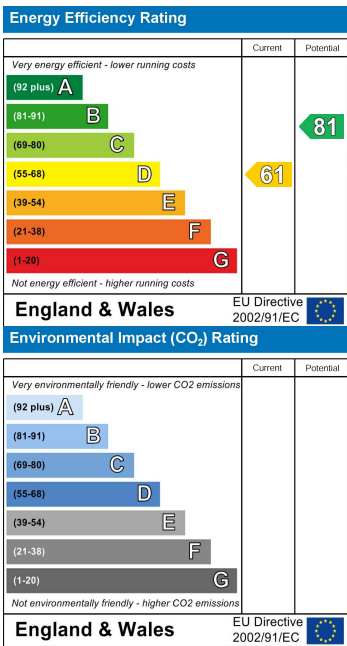 Energy Efficiency Rating
Current Potential
Very energy efficient - lower running costs
(92 plus) A
(81-91) B
81
(69-80) C
(55-68) D
61
(39-54) E
(21-38) F
(1-20) G
Not energy efficient - higher running costs
England & Wales
EU Directive
2002/91/EC
Environmental Impact (CO₂) Rating
Current Potential
Very environmentally friendly - lower CO2 emissions
(92 plus) A
(81-91) B
(69-80) C
(55-68) D
(39-54) E
(21-38) F
(1-20) G
Not environmentally friendly - higher CO2 emissions
England & Wales
EU Directive
2002/91/EC